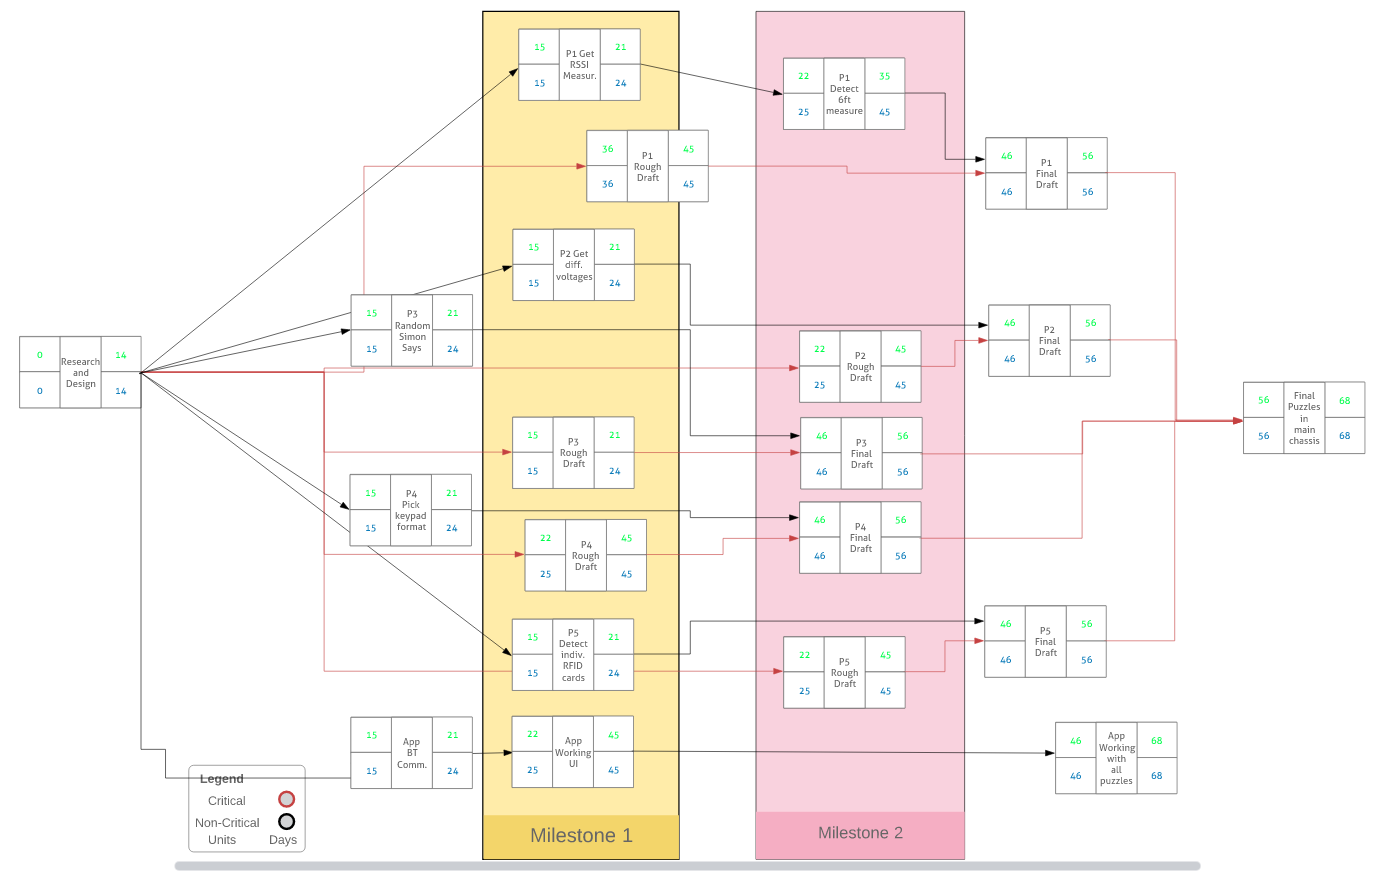 15
P1 Get
RSSI
Measur.
21
15
24
22
P1
Detect
6ft
measure
35
25
45
36
P1
Rough
Draft
45
36
45
46
P1
Final
Draft
56
46
56
15
P2 Get
diff.
voltages
21
15
24
15
P3
Random
Simon
Says
21
15
24
46
P2
Final
Draft
56
46
56
0
Research
and
Design
14
0
14
22
P2
Rough
Draft
45
25
45
56
Final
Puzzles
in
main
chassis
68
56
68
15
P3
Rough
Draft
21
15
24
46
P3
Final
Draft
56
46
56
15
P4
Pick
keypad
format
21
15
24
46
P4
Final
Draft
56
46
56
22
P4
Rough
Draft
45
25
45
15
P5
Detect
indiv.
RFID
cards
21
15
24
22
P5
Rough
Draft
45
25
45
46
P5
Final
Draft
56
46
56
15
App
BT
Comm.
21
15
24
22
App
Working
UI
45
25
45
46
App
Working
with
all
puzzles
68
46
68
Legend
Critical
Non-Critical
Units Days
Milestone 1
Milestone 2